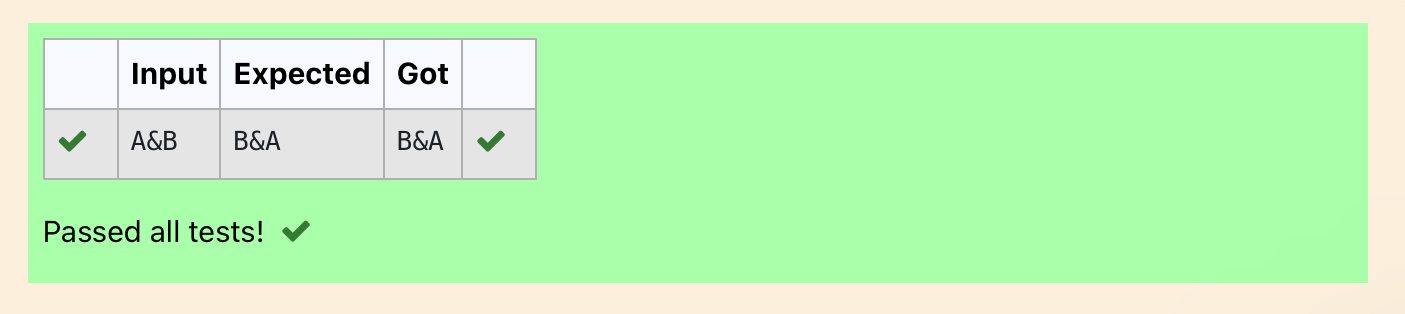 Input Expected Got
A&B B&A B&A
Passed all tests!